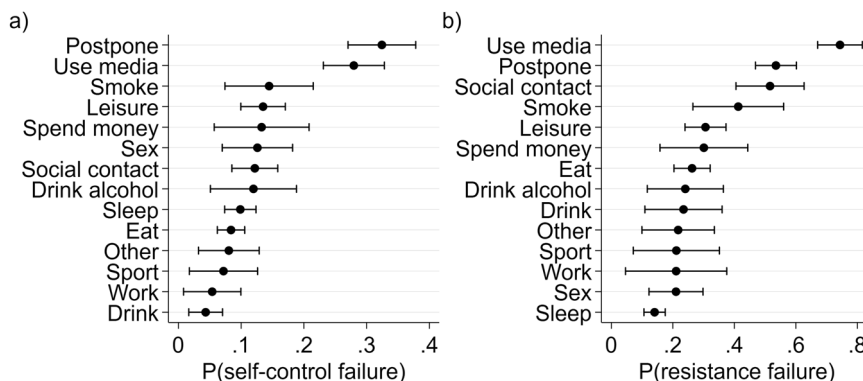 a)
Postpone
Use media
Smoke
Leisure
Spend money
Sex
Social contact
Drink alcohol
Sleep
Eat
Other
Sport
Work
Drink
0 .1 .2 .3 .4
P(self-control failure)
b)
Use media
Postpone
Social contact
Smoke
Leisure
Spend money
Eat
Drink alcohol
Drink
Other
Sport
Work
Sex
Sleep
0 .2 .4 .6 .8
P(resistance failure)